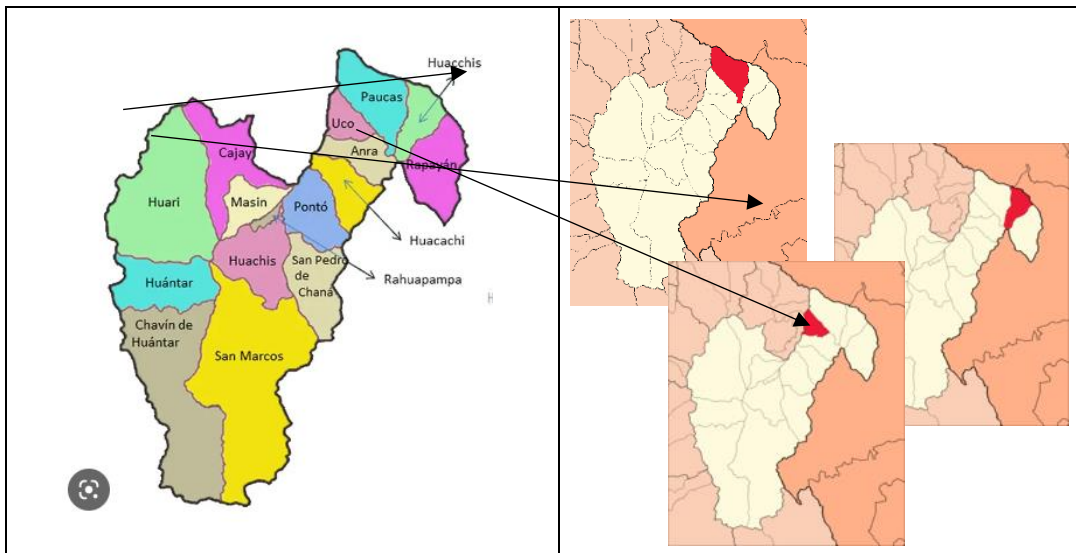 Huacchis
Paucas
Uco
Anra
Cajay
Rapayán
Huari
Masin
Pontó
Huacachi
Huachis
San Pedro
de
Chaná
Rahuapampa
Huántar
Chavín de
Huántar
San Marcos
H